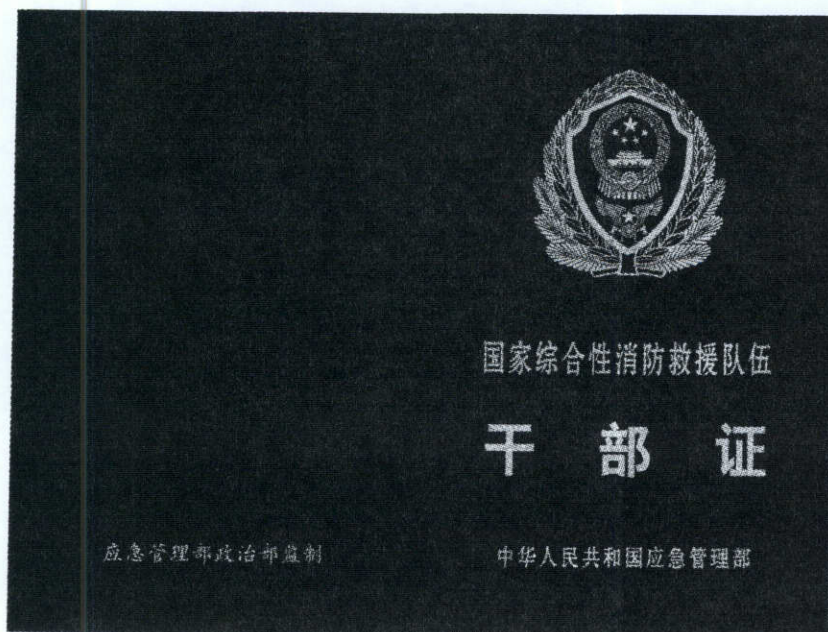 国家综合性消防救援队伍
干部证
应急管理部政治部监制
中华人民共和国应急管理部